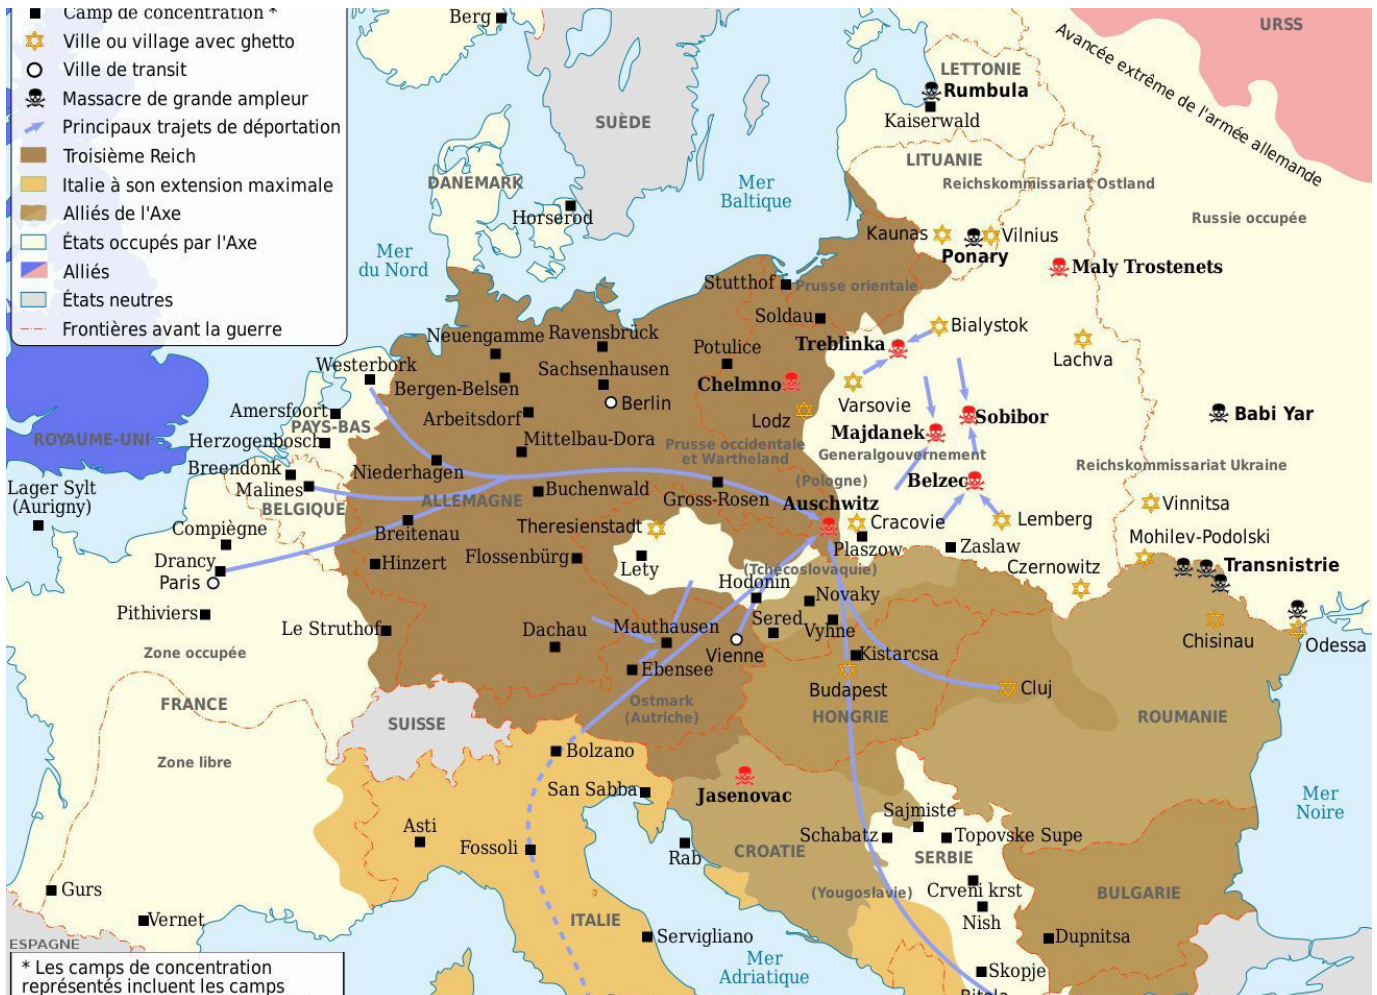 Camp de concentration *
Ville ou village avec ghetto
Ville de transit
Massacre de grande ampleur
Principaux trajets de déportation
Troisième Reich
Italie à son extension maximale
Alliés de l'Axe
États occupés par l'Axe
Alliés
États neutres
Frontières avant la guerre
Berg
SUÈDE
URSS
Avancée extrême de l'armée allemande
LETTONIE
Rumbula
Kaiserwald
LITUANIE
Reichskommissariat Ostland
Russie occupée
DANEMARK
Horserød
Mer
Baltique
Mer
du Nord
Kaunas
Vilnius
Ponary
Maly Trostenets
Stutthof
Prusse orientale
Soldau
Bialystok
Treblinka
Lachva
Neuengamme
Ravensbrück
Potulice
Westerbork
Sachsenhausen
Bergen-Belsen
Chelmno
Berlin
Varsovie
Amersføort
PAYS-BAS
Arbeitsdorf
Lodz
Sobibor
Babi Yar
ROYAUME-UNI
Herzogenbosch
Mittelbau-Dora
Prusse occidentale
et Wartheland
Majdanek
Generalgouvernement
Reichskommissariat Ukraine
Breendonk
Niederhagen
(Pologne)
Belzec
Lager Sylt
(Aurigny)
Malines
BELGIQUE
ALLEMAGNE
Buchenwald
Gross-Rosen
Auschwitz
Vinnitsa
Compiègne
Breitenau
Theresienstadt
Cracovie
Lemberg
Plaszow
Zaslaw
Mohilev-Podolski
Drancy
Paris
Hinzert
Flossenbürg
Lety
(Tchécoslovaquie)
Hodonin
Czernowitz
Transnistrie
Pithiviers
Novaky
Le Struthof
Dachau
Mauthausen
Sered
Vyhne
Chisinau
Odessa
Zone occupée
Ebensee
Vienne
Kistarcsa
Budapest
Cluj
FRANCE
SUISSE
Ostmark
(Autriche)
HONGRIE
ROUMANIE
Zone libre
Bolzano
San Sabba
Jasenovac
Mer
Noire
Asti
Fossoli
Rab
CROATIE
Sajmiste
Schabatz
Topovske Supe
SERBIE
Gurs
(Yougoslavie)
Crveni krst
Nish
BULGARIE
Vernet
ITALIE
Servigliano
Dupnitsa
ESPAGNE
Mer
Adriatique
Skopje
Bitola
* Les camps de concentration
représentés incluent les camps